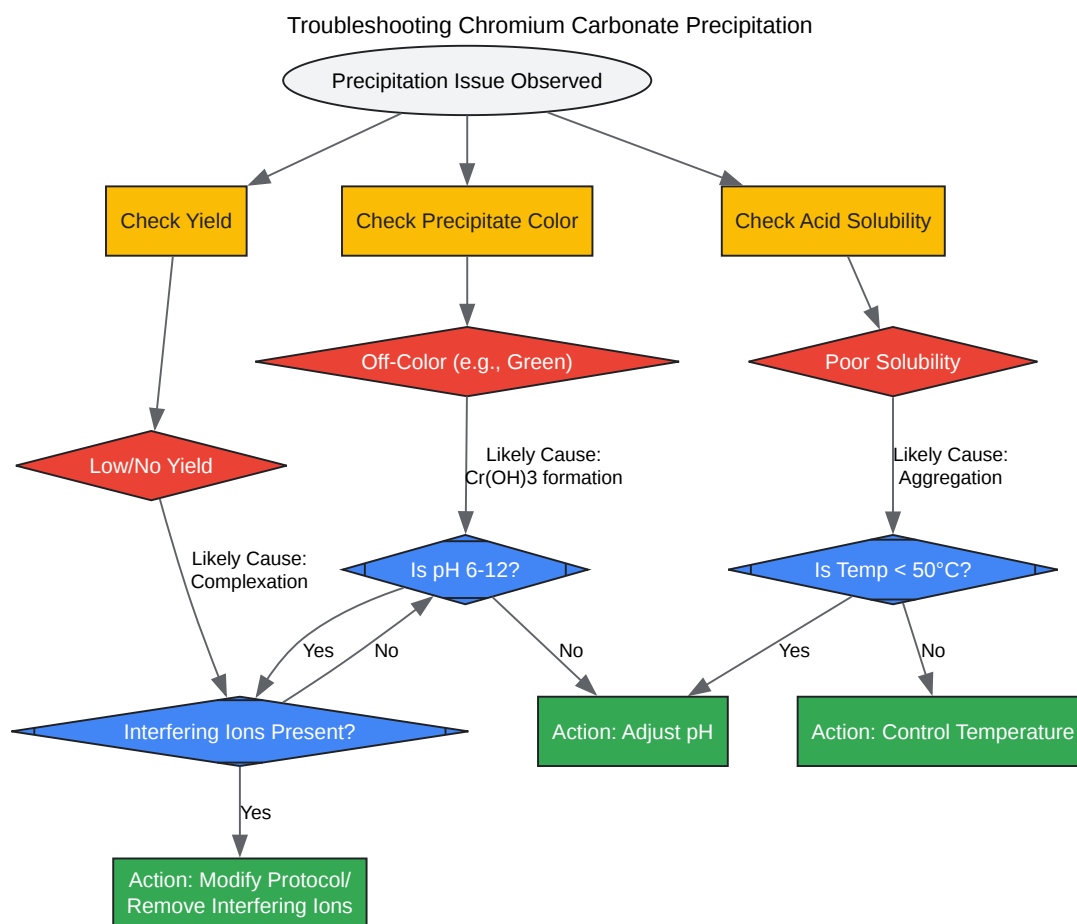 Troubleshooting Chromium Carbonate Precipitation
Precipitation Issue Observed
Check Yield
Check Precipitate Color
Check Acid Solubility
Off-Color (e.g., Green)
Poor Solubility
Low/No Yield
Likely Cause:
Cr(OH)3 formation
Likely Cause:
Aggregation
Likely Cause:
Complexation
Is pH 6-12?
Is Temp < 50°C?
Yes
No
No
Yes
No
Interfering Ions Present?
Action: Adjust pH
Action: Control Temperature
Yes
Action: Modify Protocol/
Remove Interfering Ions